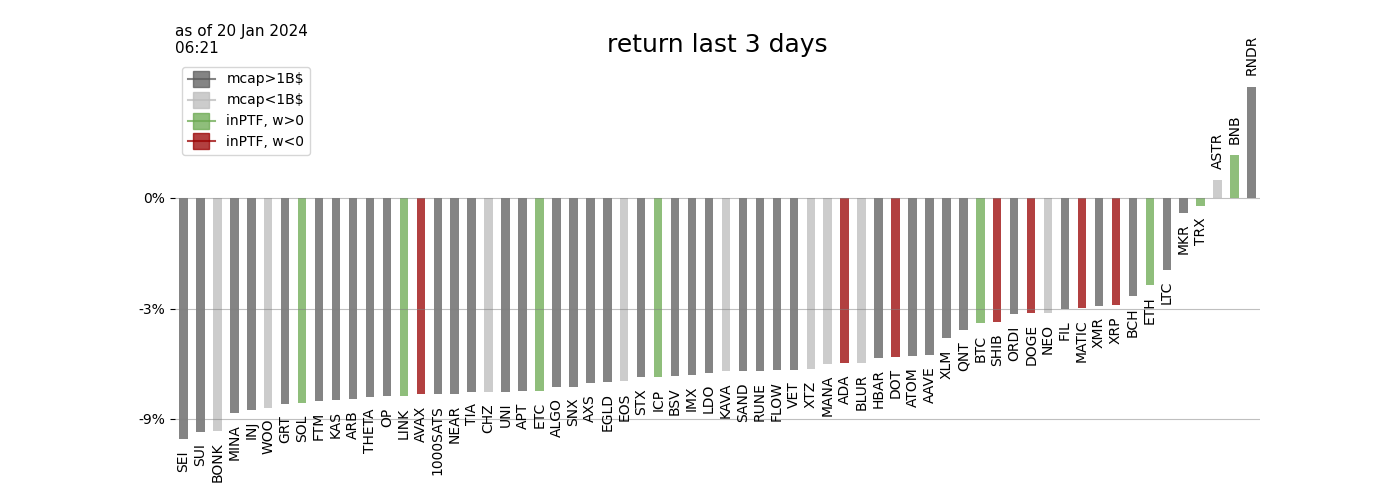 as of 20 Jan 2024
06:21
return last 3 days
mcap>1B$
mcap<1B$
inPTF, w>0
inPTF, w<0
0%
-3%
-9%
SEI
SUI
BONK
MINA
INJ
WOO
GRT
SOL
FTM
KAS
ARB
THETA
OP
LINK
AVAX
1000SATS
NEAR
TIA
CHZ
UNI
APT
ETC
ALGO
SNX
AXS
EGLD
EOS
STX
ICP
BSV
IMX
LDO
KAVA
SAND
RUNE
FLOW
VET
XTZ
MANA
ADA
BLUR
HBAR
DOT
ATOM
AAVE
XLM
QNT
BTC
SHIB
ORDI
DOGE
NEO
FIL
MATIC
XMR
XRP
BCH
ETH
LTC
MKR
TRX
ASTR
BNB
RNDR